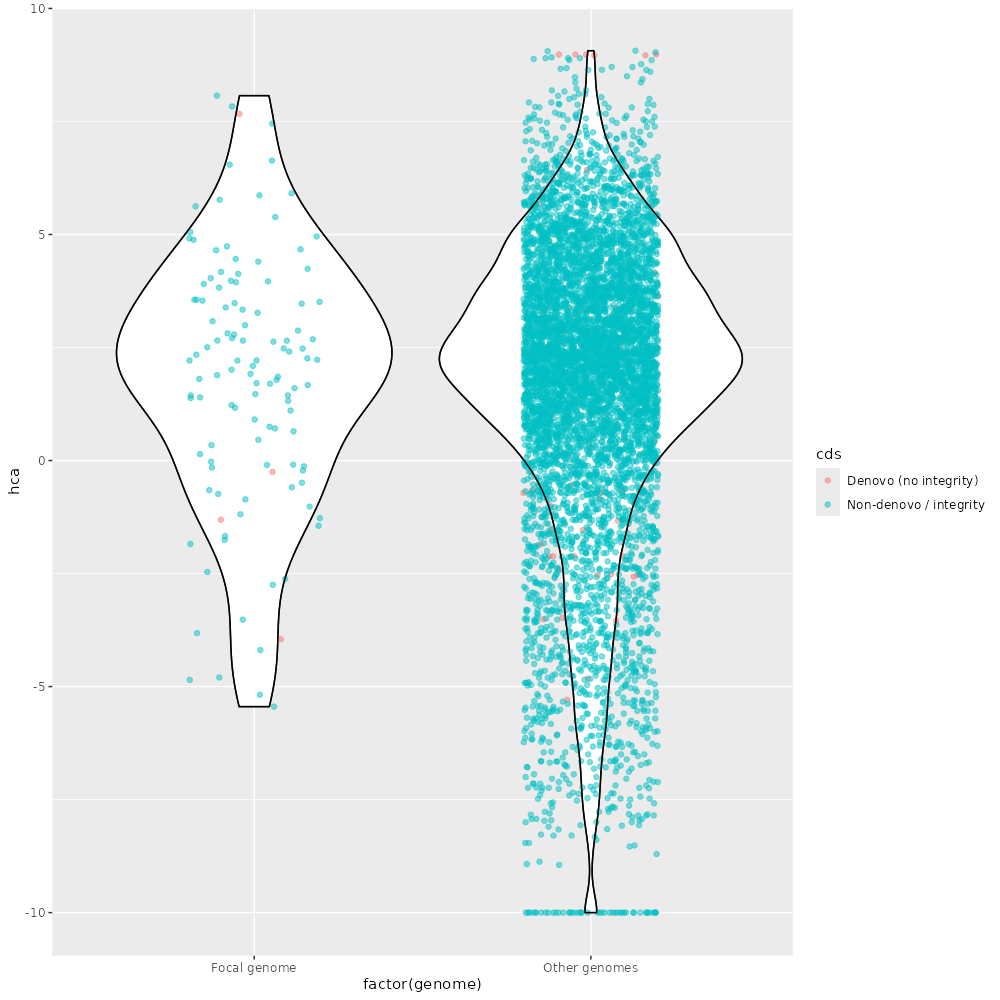 10
5
0
-5
-10
hca
Focal genome
Other genomes
factor(genome)
cds
Denovo (no integrity)
Non-denovo / integrity